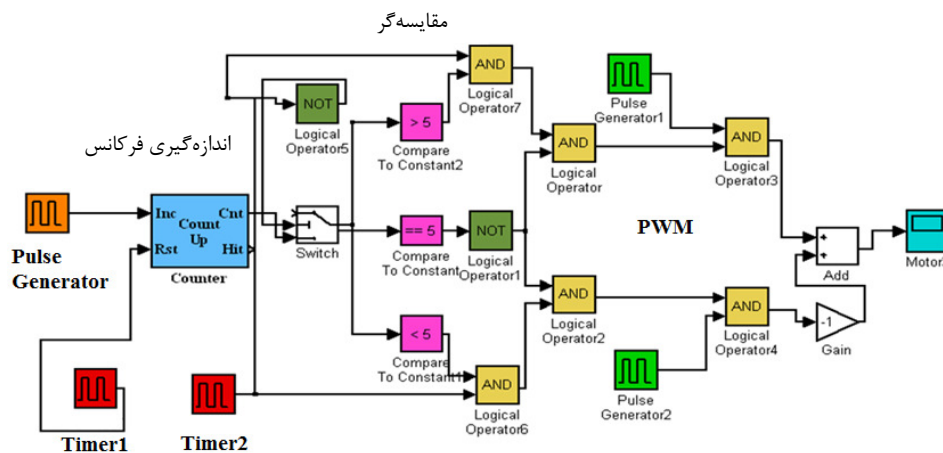 مقایسه‌گر
AND
Logical
Operator7
NOT
Logical
Operator5
Pulse
Generator1
> 5
Compare
To Constant2
AND
Logical
Operator
AND
Logical
Operator3
اندازه‌گیری فرکانس
Pulse
Generator
Inc
Cnt
Count
Up
Rst
Hit
Counter
Switch
== 5
Compare
To Constant
NOT
Logical
Operator1
PWM
+
+
Add
Motor
AND
Logical
Operator2
AND
Logical
Operator4
-1
Gain
< 5
Compare
To Constant1
AND
Logical
Operator6
Pulse
Generator2
Timer1
Timer2